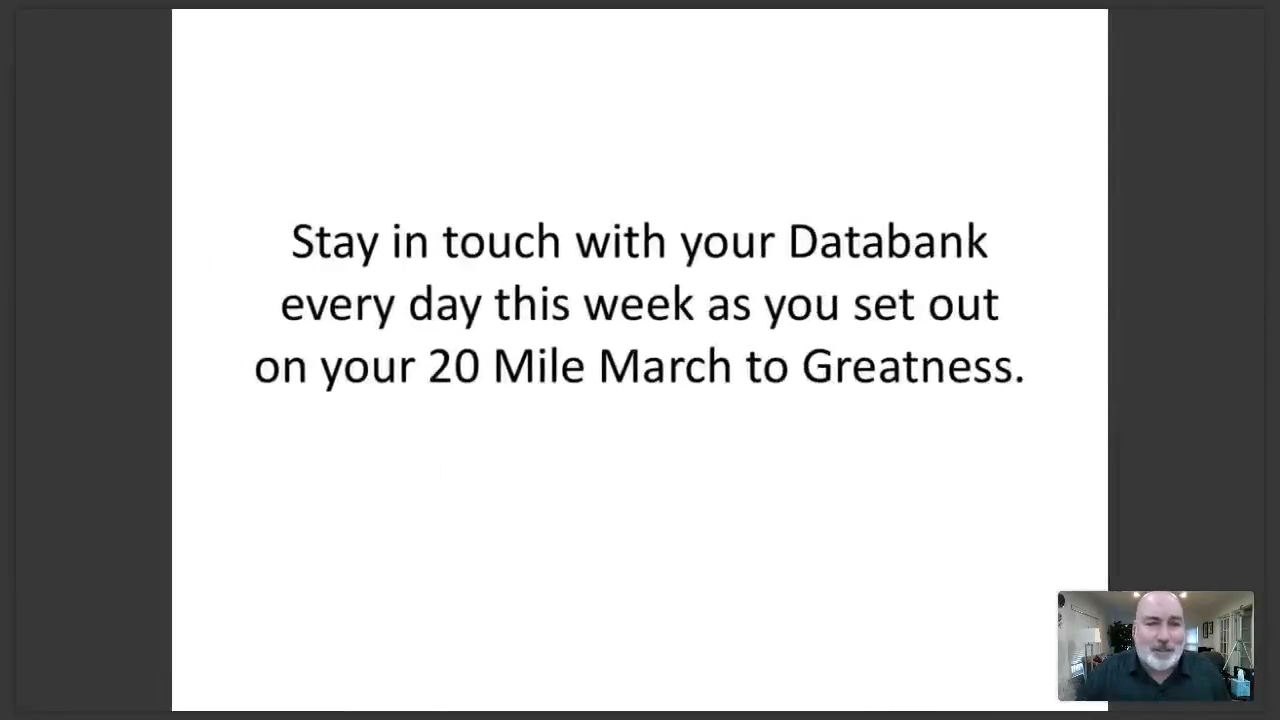 Stay in touch with your Databank
every day this week as you set out
on your 20 Mile March to Greatness.